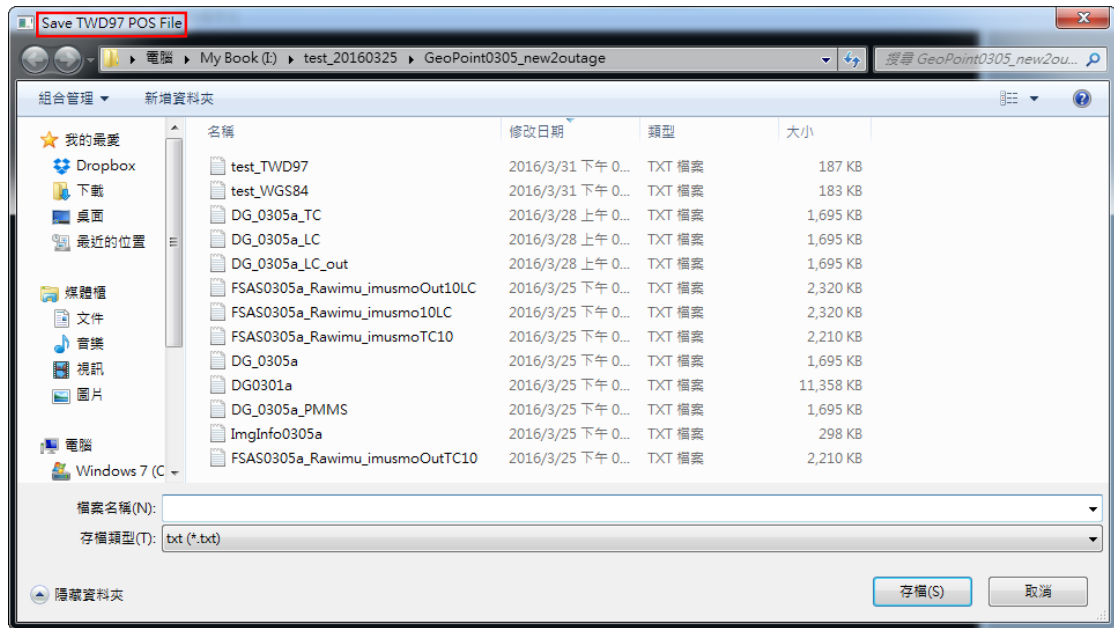 Save TWD97 POS File
電腦 ▸ My Book (I:) ▸ test_20160325 ▸ GeoPoint0305_new2outage
搜尋 GeoPoint0305_new2ou...
組合管理 新增資料夾
我的最愛
Dropbox
下載
桌面
最近的位置
媒體櫃
文件
音樂
視訊
圖片
電腦
Windows 7 (C
名稱 修改日期 類型 大小
test_TWD97 2016/3/31 下午 0... TXT 檔案 187 KB
test_WGS84 2016/3/31 下午 0... TXT 檔案 183 KB
DG_0305a_TC 2016/3/28 上午 0... TXT 檔案 1,695 KB
DG_0305a_LC 2016/3/28 上午 0... TXT 檔案 1,695 KB
DG_0305a_LC_out 2016/3/28 上午 0... TXT 檔案 1,695 KB
FSAS0305a_Rawimu_imusmoOut10LC 2016/3/25 下午 0... TXT 檔案 2,320 KB
FSAS0305a_Rawimu_imusmo10LC 2016/3/25 下午 0... TXT 檔案 2,320 KB
FSAS0305a_Rawimu_imusmoTC10 2016/3/25 下午 0... TXT 檔案 2,210 KB
DG_0305a 2016/3/25 下午 0... TXT 檔案 1,695 KB
DG0301a 2016/3/25 下午 0... TXT 檔案 11,358 KB
DG_0305a_PMMS 2016/3/25 下午 0... TXT 檔案 1,695 KB
ImgInfo0305a 2016/3/25 下午 0... TXT 檔案 298 KB
FSAS0305a_Rawimu_imusmoOutTC10 2016/3/25 下午 0... TXT 檔案 2,210 KB
檔案名稱(N):
存檔類型(T): txt (*.txt)
隱藏資料夾
存檔(S) 取消